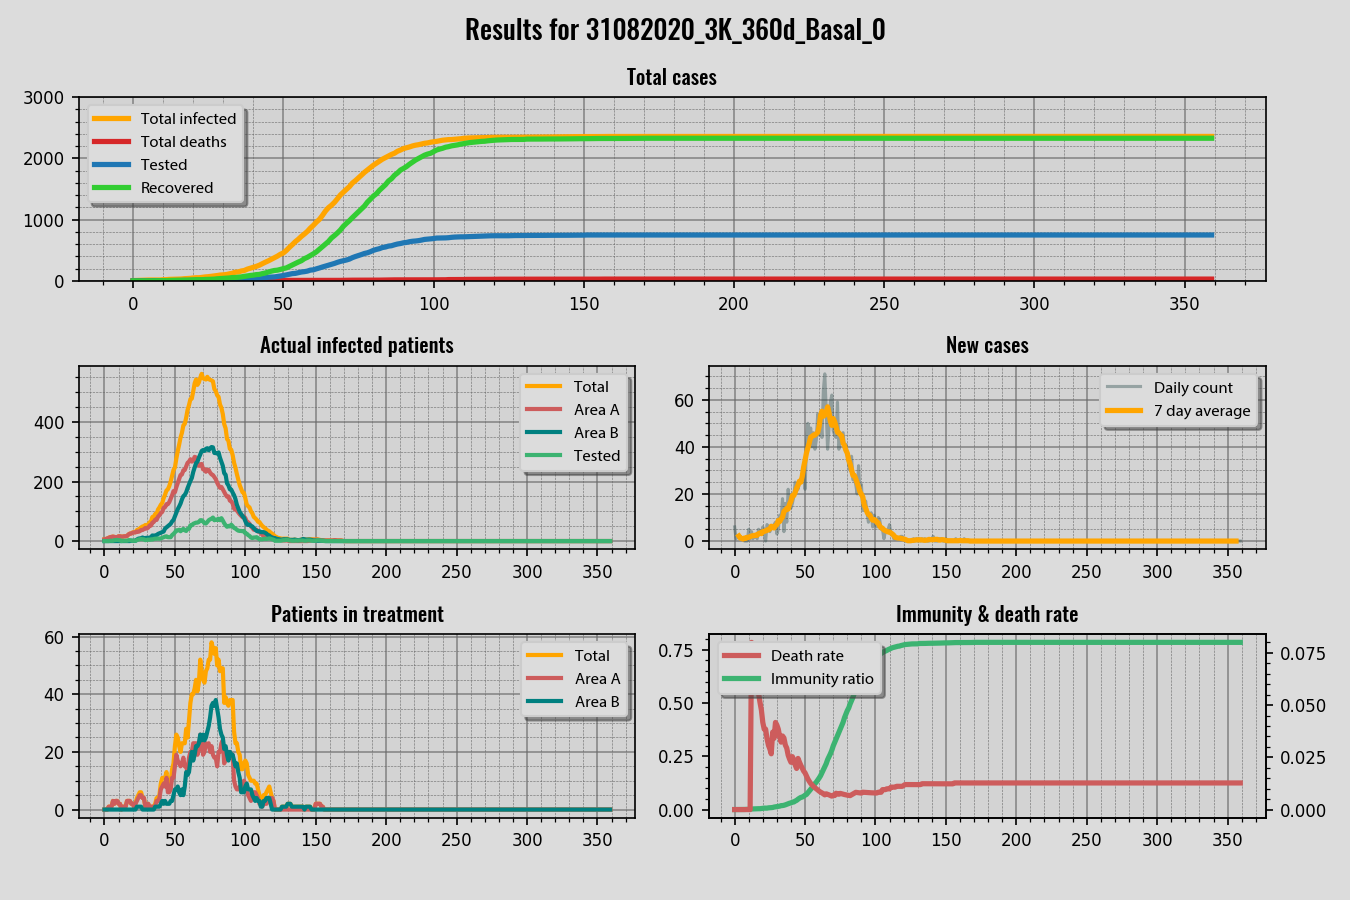 Results for 31082020_3K_360d_Basal_0
Total cases
3000
2000
1000
0
Total infected
Total deaths
Tested
Recovered
0 50 100 150 200 250 300 350
Actual infected patients
400
200
0
Total
Area A
Area B
Tested
0 50 100 150 200 250 300 350
New cases
60
40
20
0
Daily count
7 day average
0 50 100 150 200 250 300 350
Patients in treatment
60
40
20
0
Total
Area A
Area B
0 50 100 150 200 250 300 350
Immunity & death rate
0.75
0.50
0.25
0.00
Death rate
Immunity ratio
0.075
0.050
0.025
0.000
0 50 100 150 200 250 300 350